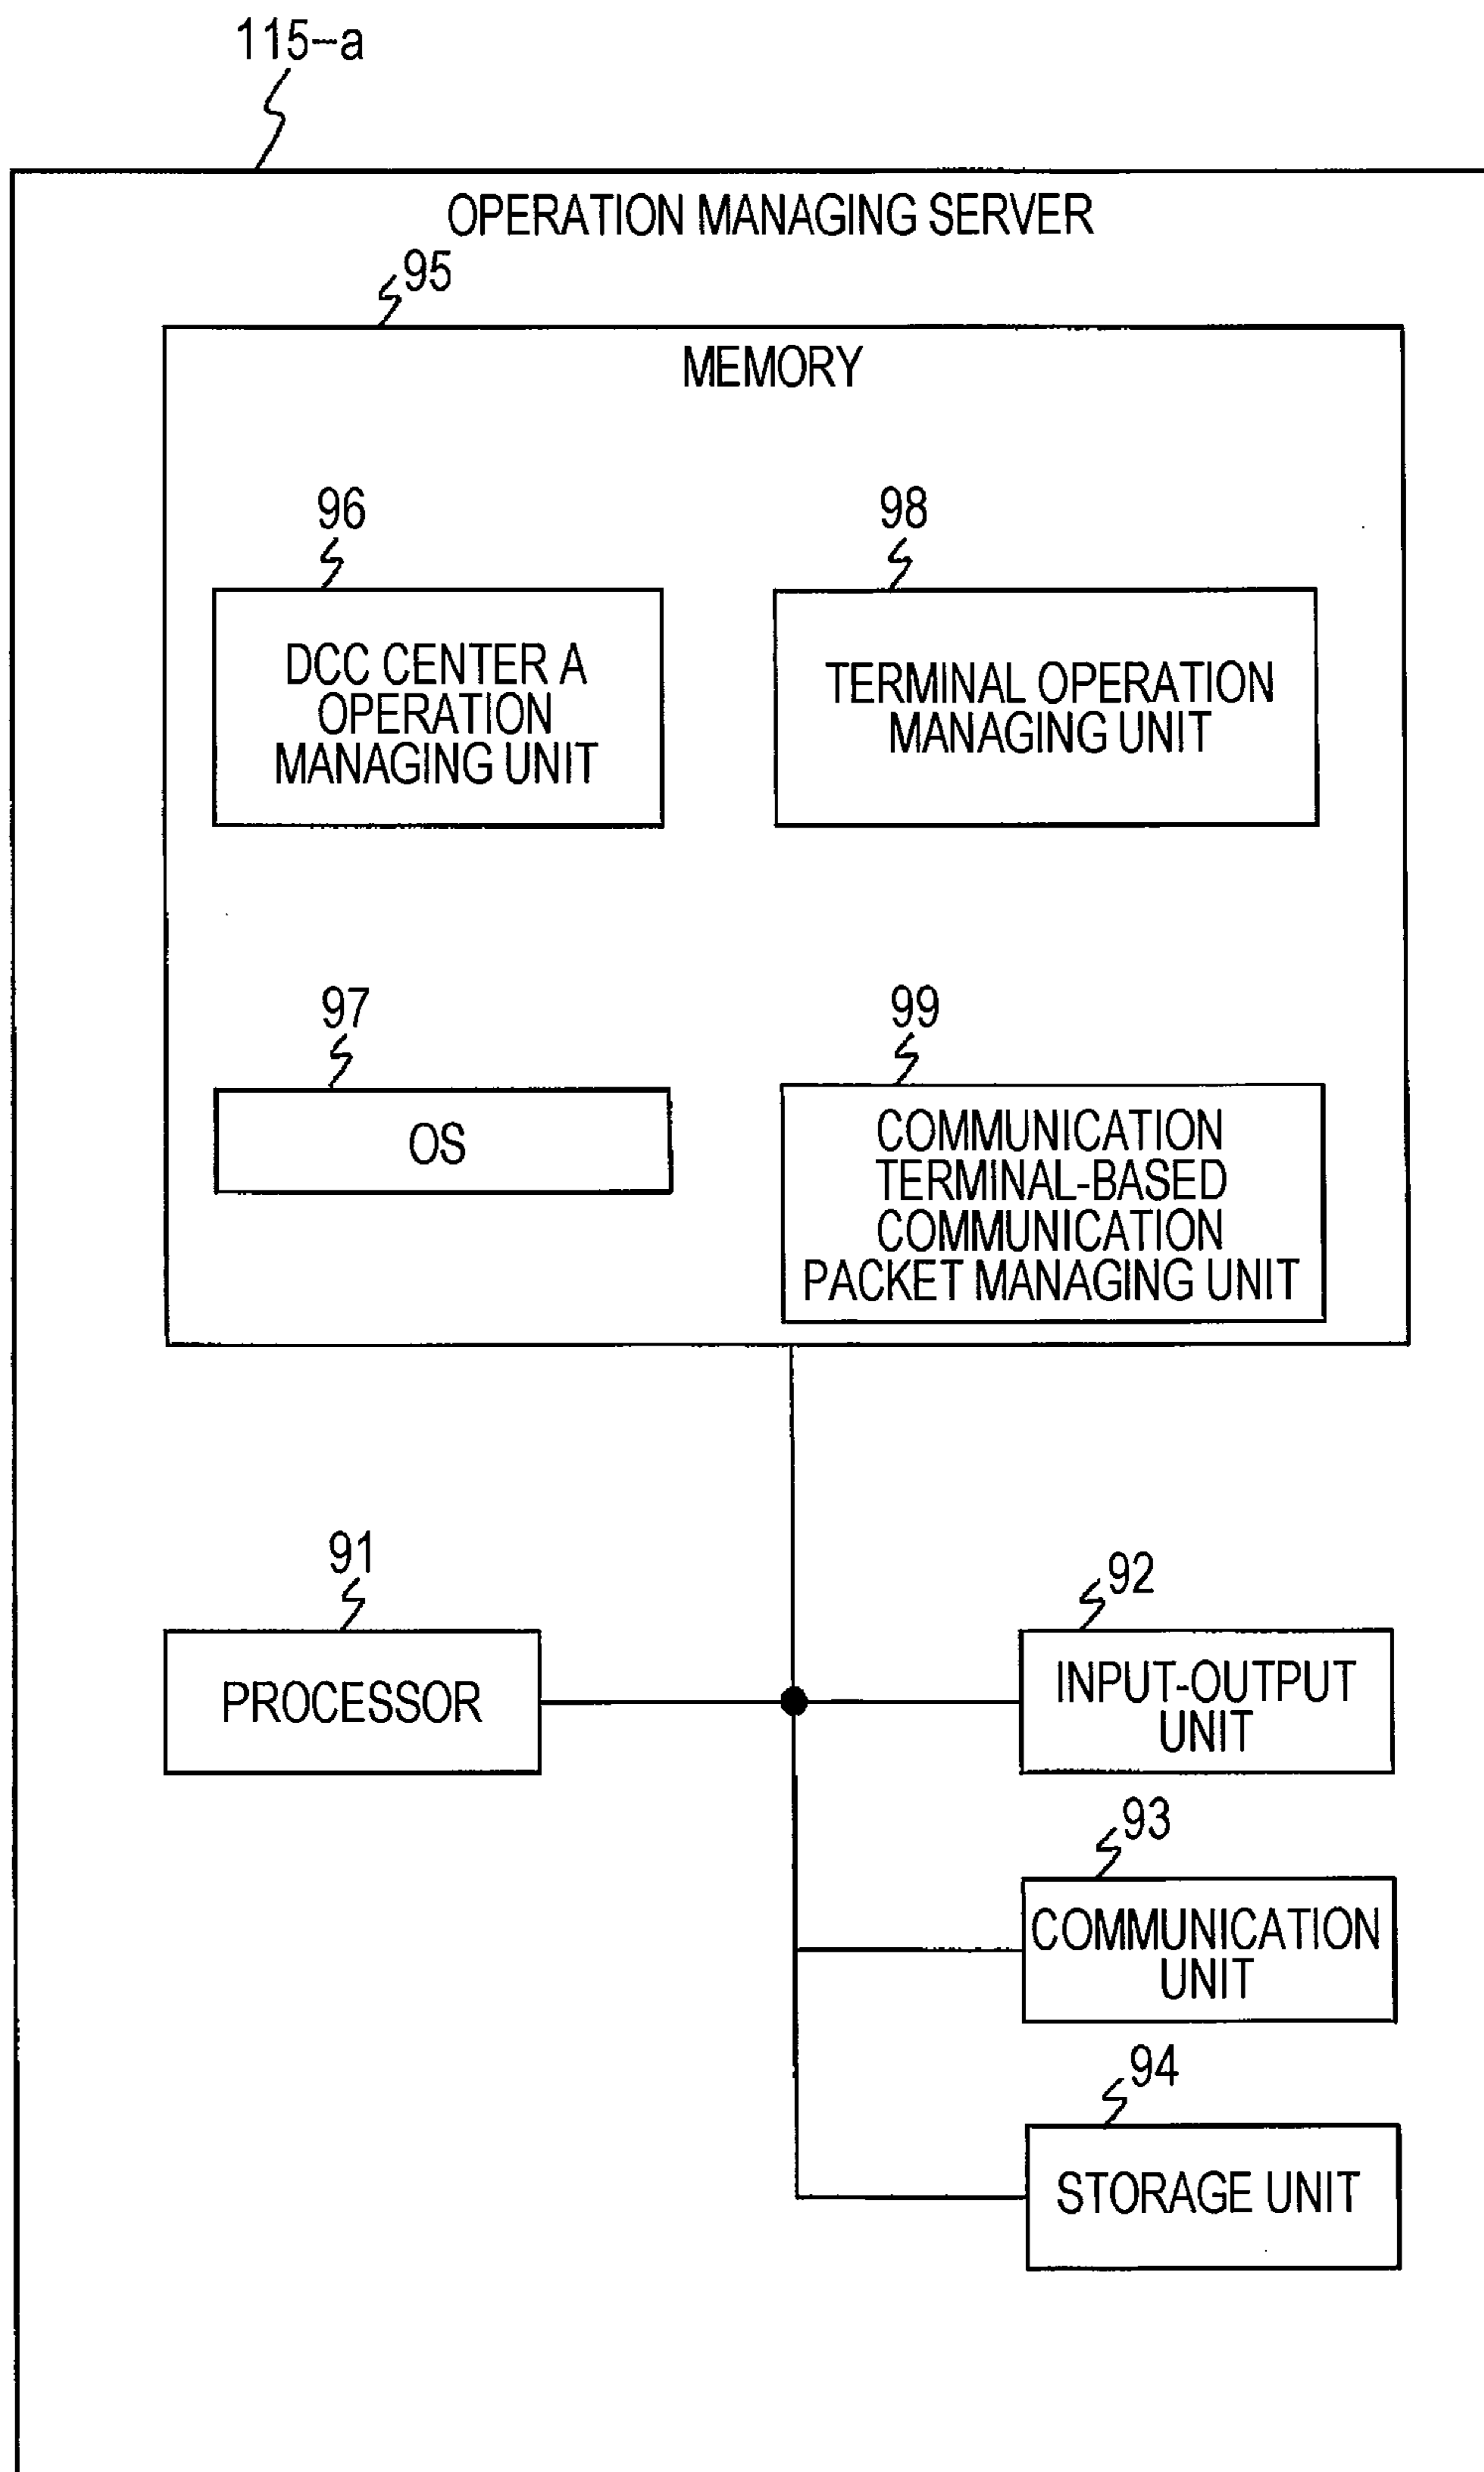 115-a
OPERATION MANAGING SERVER
95
MEMORY
96
DCC CENTER A
OPERATION
MANAGING UNIT
98
TERMINAL OPERATION
MANAGING UNIT
97
OS
99
COMMUNICATION
TERMINAL-BASED
COMMUNICATION
PACKET MANAGING UNIT
91
PROCESSOR
92
INPUT-OUTPUT
UNIT
93
COMMUNICATION
UNIT
94
STORAGE UNIT